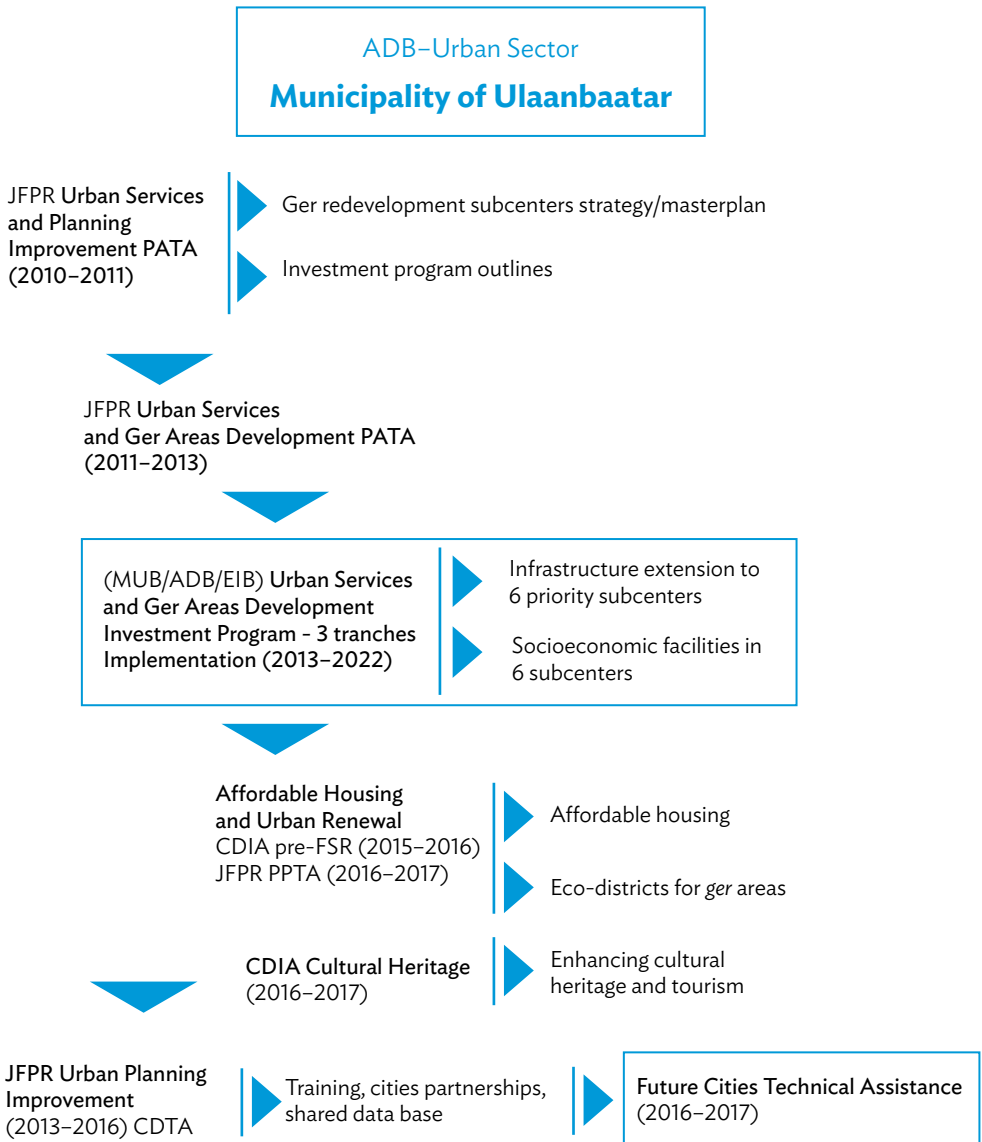 ADB–Urban Sector
Municipality of Ulaanbaatar
JFPR Urban Services
and Planning
Improvement PATA
(2010–2011)
Ger redevelopment subcenters strategy/masterplan
Investment program outlines
JFPR Urban Services
and Ger Areas Development PATA
(2011–2013)
(MUB/ADB/EIB) Urban Services
and Ger Areas Development
Investment Program - 3 tranches
Implementation (2013–2022)
Infrastructure extension to
6 priority subcenters
Socioeconomic facilities in
6 subcenters
Affordable Housing
and Urban Renewal
CDIA pre-FSR (2015–2016)
JFPR PPTA (2016–2017)
Affordable housing
Eco-districts for ger areas
CDIA Cultural Heritage
(2016–2017)
Enhancing cultural
heritage and tourism
JFPR Urban Planning
Improvement
(2013–2016) CDTA
Training, cities partnerships,
shared data base
Future Cities Technical Assistance
(2016–2017)